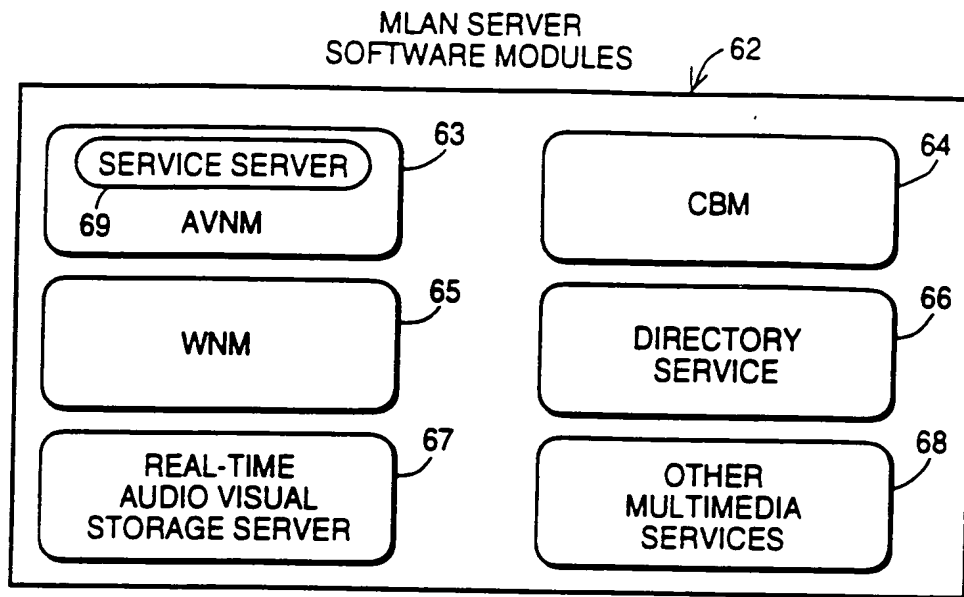 MLAN SERVER
SOFTWARE MODULES
62
SERVICE SERVER
69
AVNM
63
CBM
64
WNM
65
DIRECTORY
SERVICE
66
REAL-TIME
AUDIO VISUAL
STORAGE SERVER
67
OTHER
MULTIMEDIA
SERVICES
68